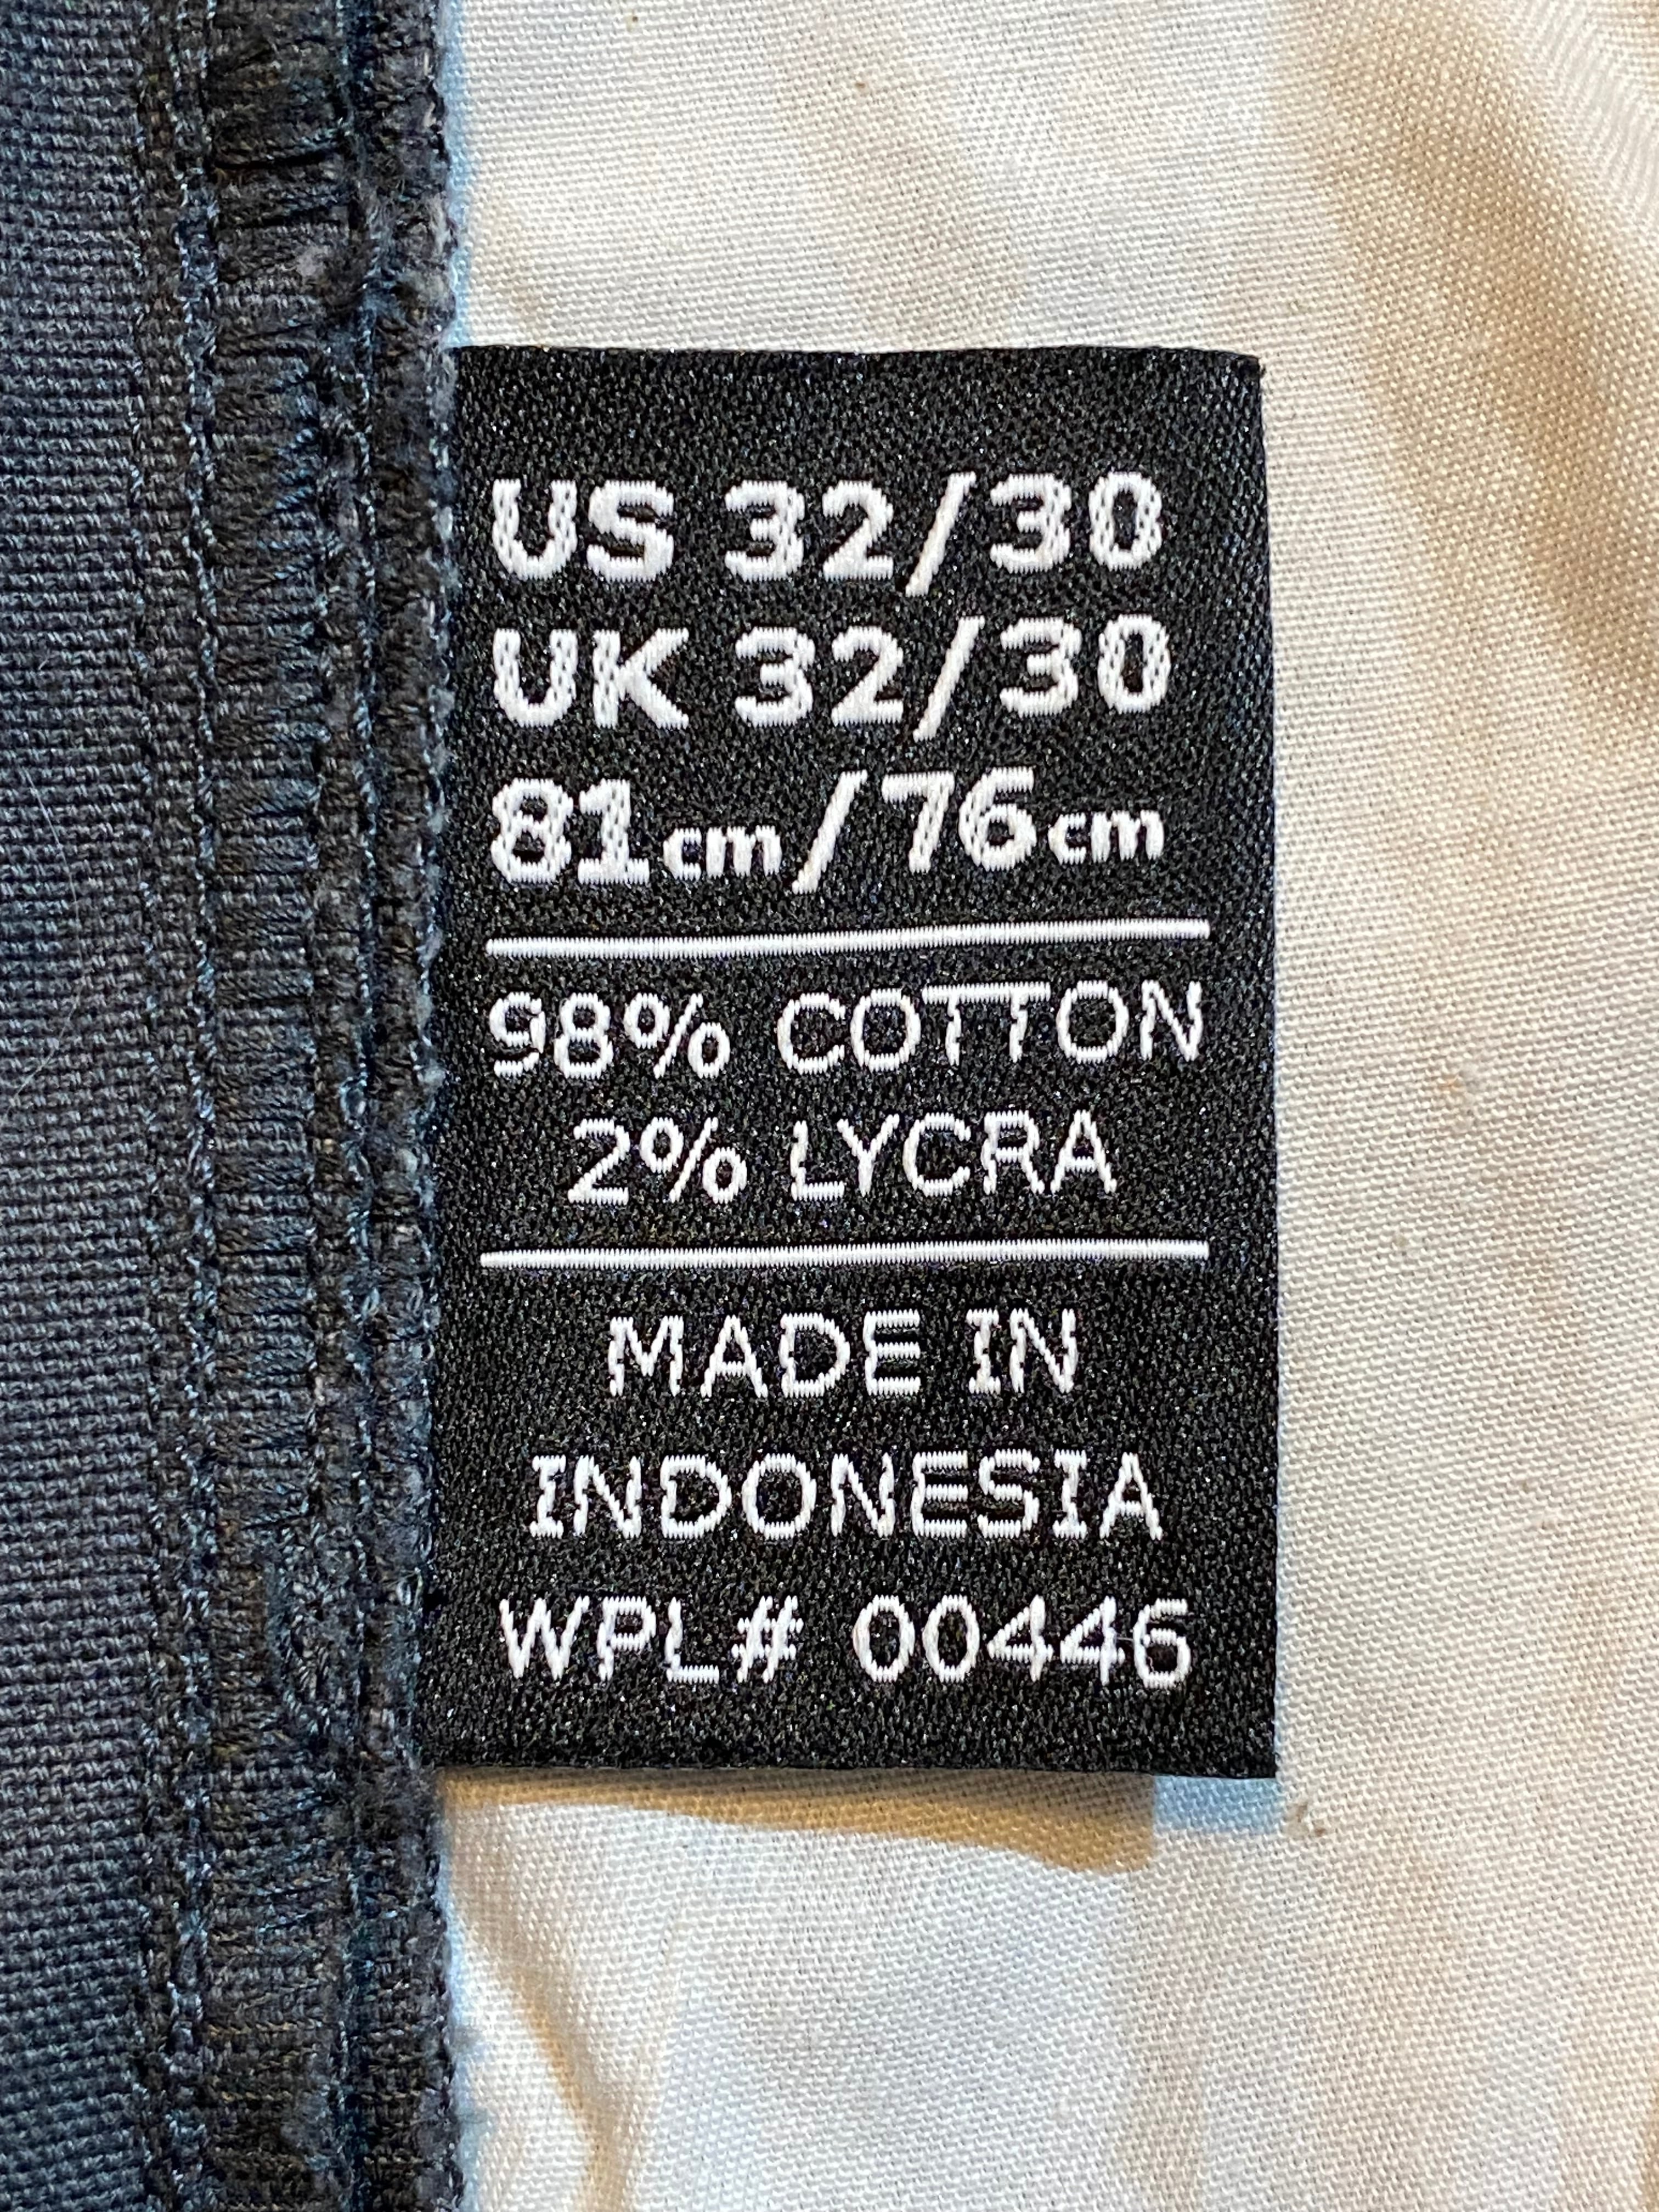 US 32/30
UK 32/30
81cm/76cm
98% COTTON
2% LYCRA
MADE IN
INDONESIA
WPL# 00446